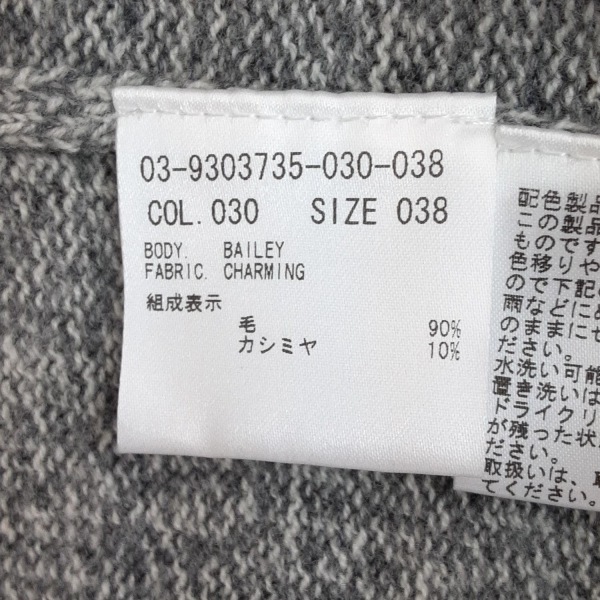 03-9303735-030-038
COL. 030 SIZE 038
BODY. BAILEY
FABRIC. CHARMING
組成表示
毛 90%
カシミヤ 10%
配色製品
この製品
ものです
色移りや
ので下記の
雨などに
のままにせ
ださい。
水洗い可能
置き洗いは
ドライクリ
が残った状
ださい。
取扱いは、
てください。